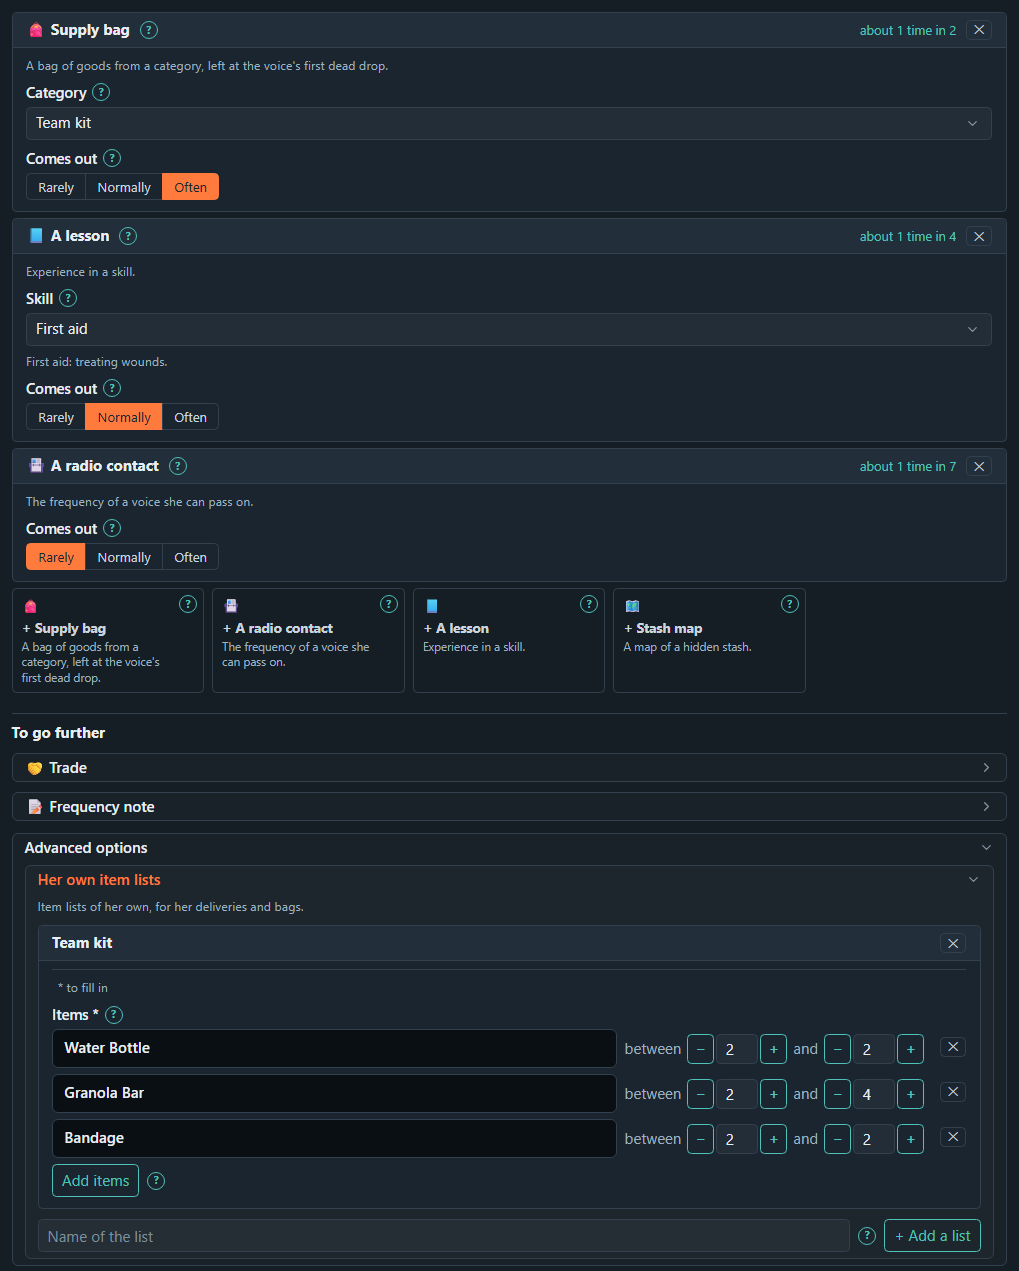 Supply bag ? about 1 time in 2
A bag of goods from a category, left at the voice's first dead drop.
Category ?
Team kit
Comes out ?
Rarely Normally Often
A lesson ? about 1 time in 4
Experience in a skill.
Skill ?
First aid
First aid: treating wounds.
Comes out ?
Rarely Normally Often
A radio contact ? about 1 time in 7
The frequency of a voice she can pass on.
Comes out ?
Rarely Normally Often
?
+ Supply bag
A bag of goods from a
category, left at the voice's
first dead drop.
?
+ A radio contact
The frequency of a voice she
can pass on.
?
+ A lesson
Experience in a skill.
?
+ Stash map
A map of a hidden stash.
To go further
Trade
Frequency note
Advanced options
Her own item lists
Item lists of her own, for her deliveries and bags.
Team kit
* to fill in
Items * ?
Water Bottle between − 2 + and − 2 +
Granola Bar between − 2 + and − 4 +
Bandage between − 2 + and − 2 +
Add items ?
Name of the list ? + Add a list